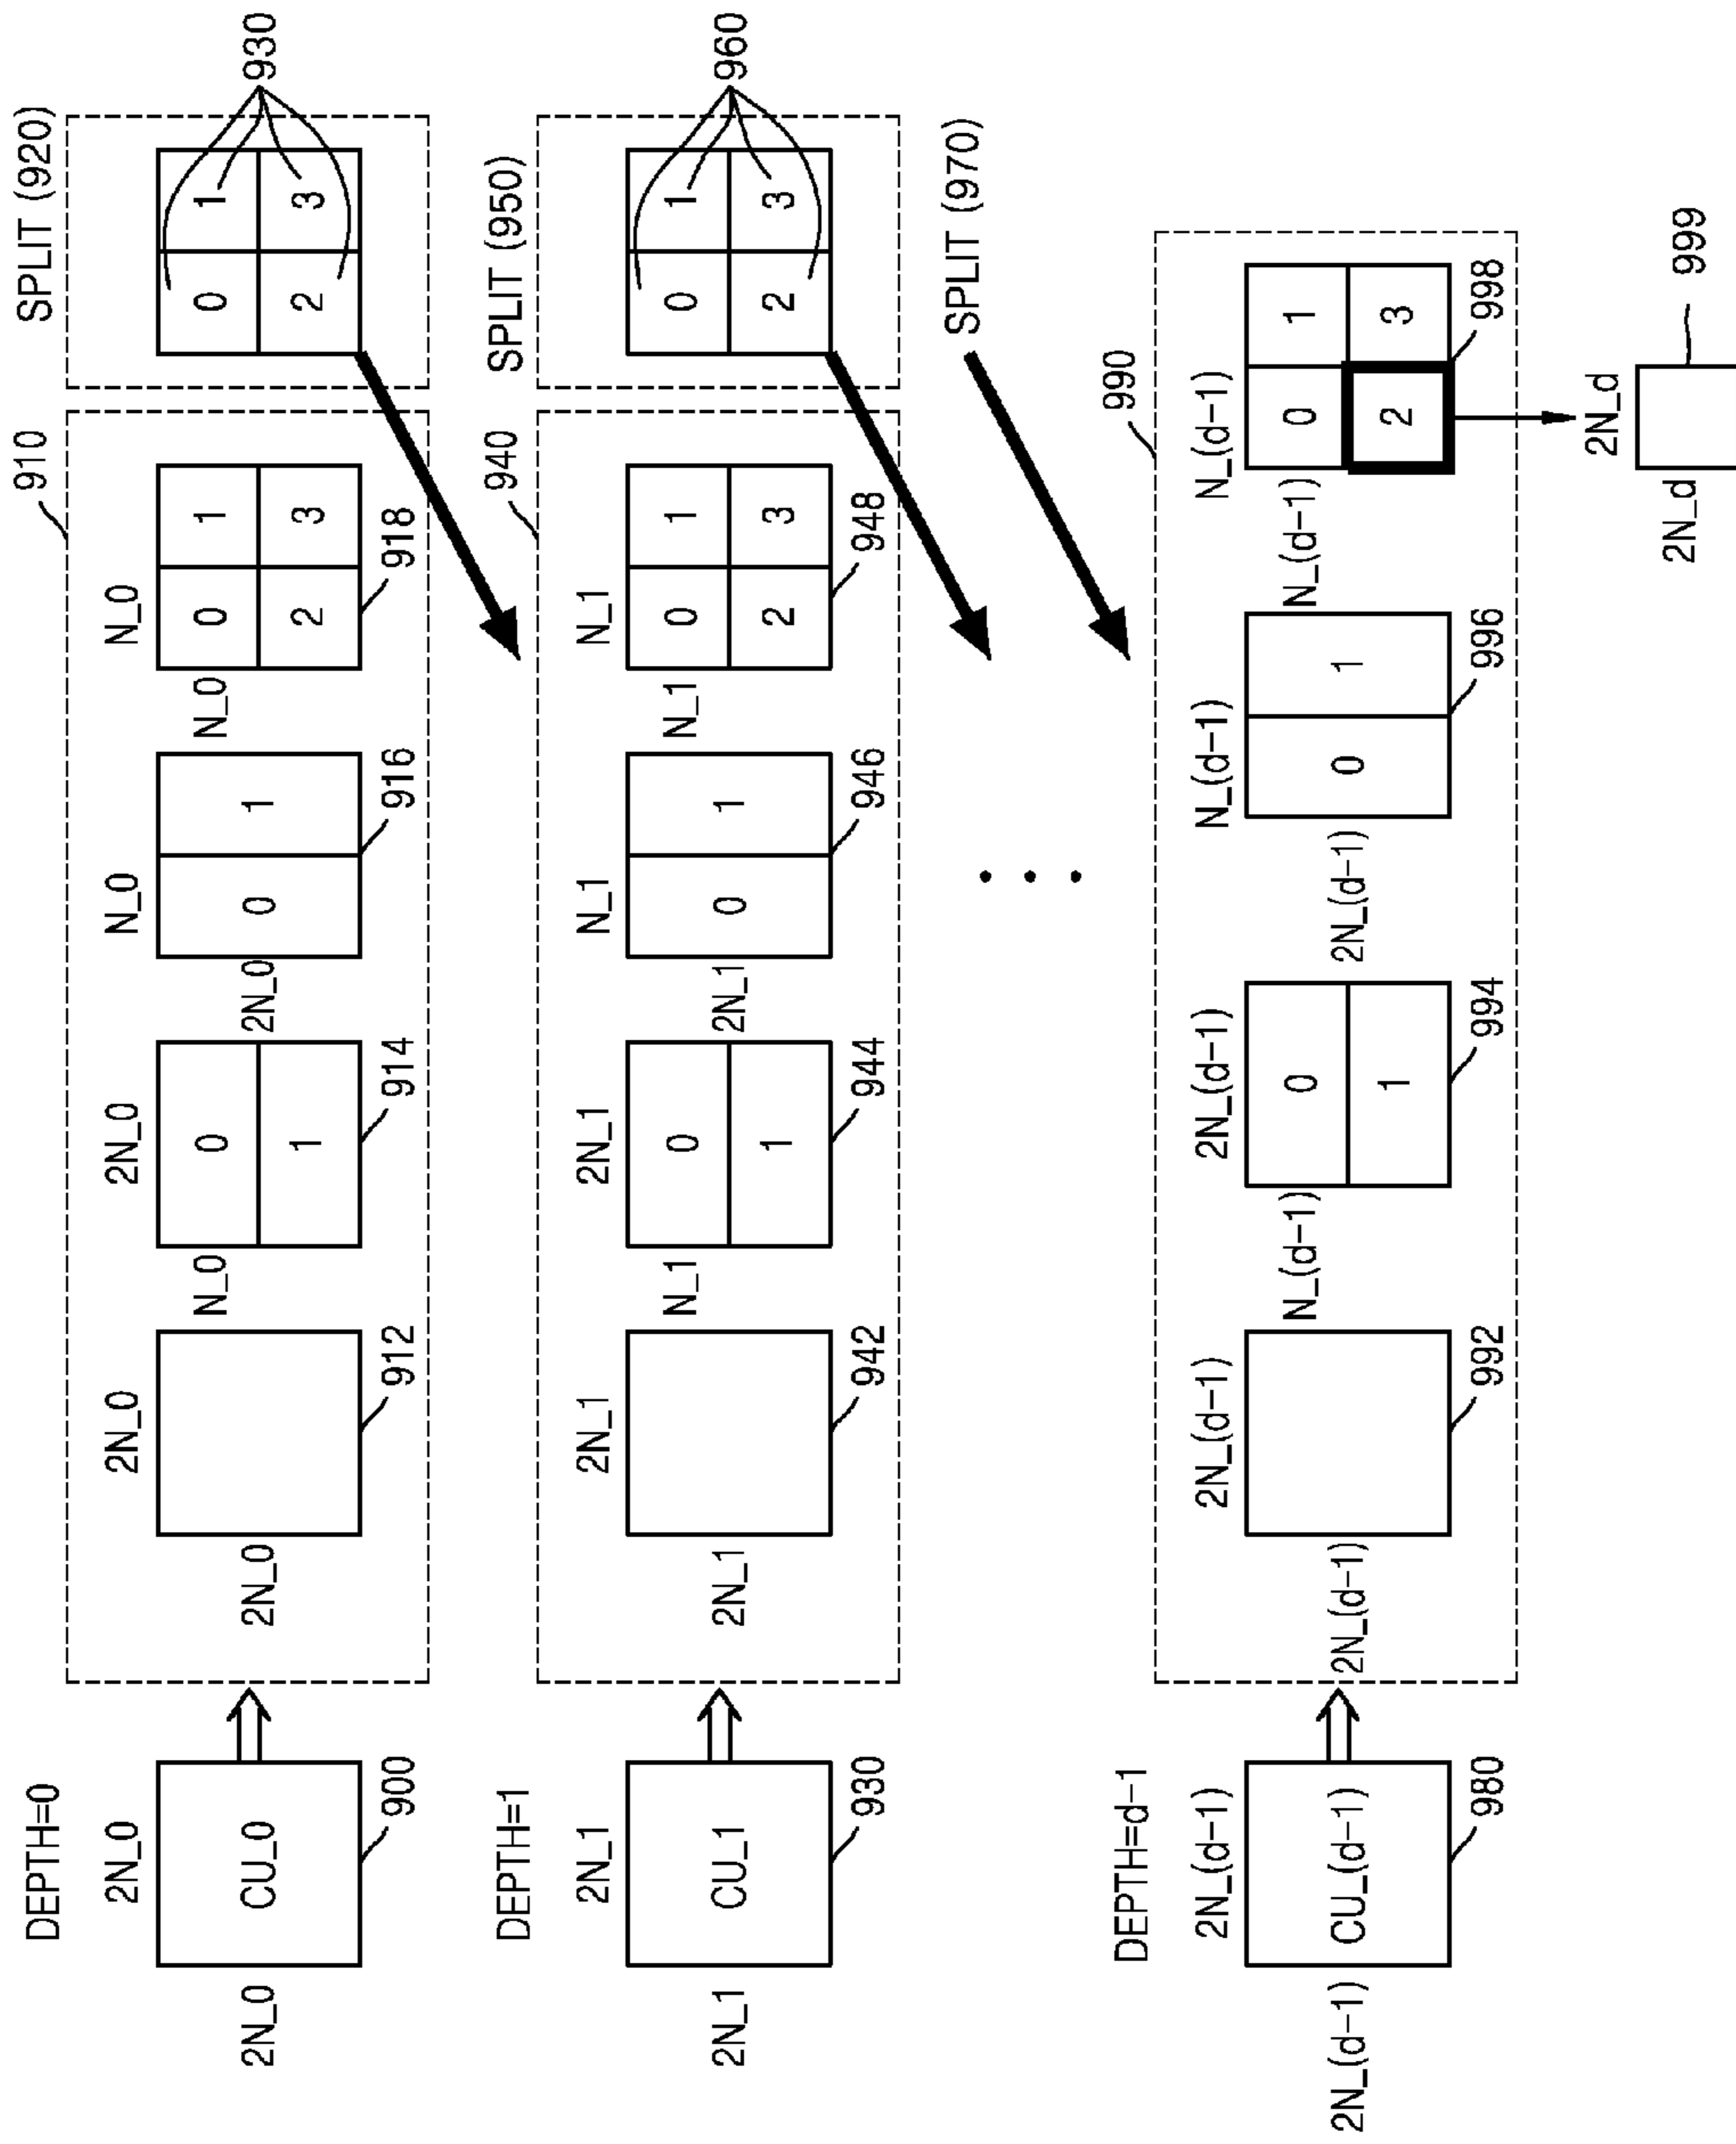 SPLIT (920)
910
930
DEPTH=0
2N_0
2N_0
CU_0
900
2N_0
2N_0
912
2N_0
N_0
0
1
914
N_0
2N_0
0 1
916
N_0
N_0
0 1
2 3
918
0 1
2 3
SPLIT (950)
940
960
DEPTH=1
2N_1
2N_1
CU_1
930
2N_1
2N_1
942
2N_1
N_1
0
1
944
N_1
2N_1
0 1
946
N_1
N_1
0 1
2 3
948
0 1
2 3
SPLIT (970)
990
DEPTH=d-1
2N_(d-1)
2N_(d-1)
CU_(d-1)
980
2N_(d-1)
2N_(d-1)
992
2N_(d-1)
N_(d-1)
0
1
994
N_(d-1)
2N_(d-1)
0 1
996
N_(d-1)
N_(d-1)
0 1
2 3
998
2N_d
2N_d
999